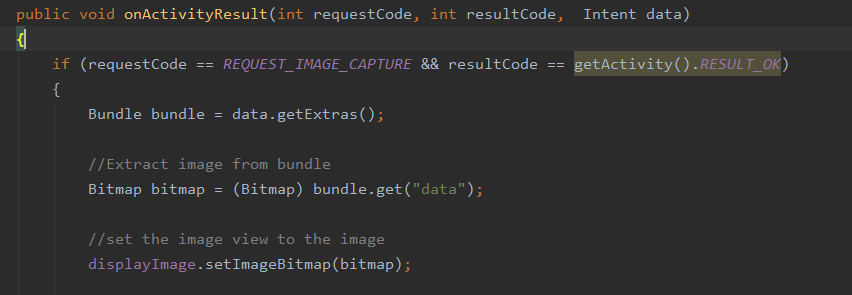 public void onActivityResult(int requestCode, int resultCode,  Intent data)
{
    if (requestCode == REQUEST_IMAGE_CAPTURE && resultCode == getActivity().RESULT_OK)
    {
        Bundle bundle = data.getExtras();

        //Extract image from bundle
        Bitmap bitmap = (Bitmap) bundle.get("data");

        //set the image view to the image
        displayImage.setImageBitmap(bitmap);